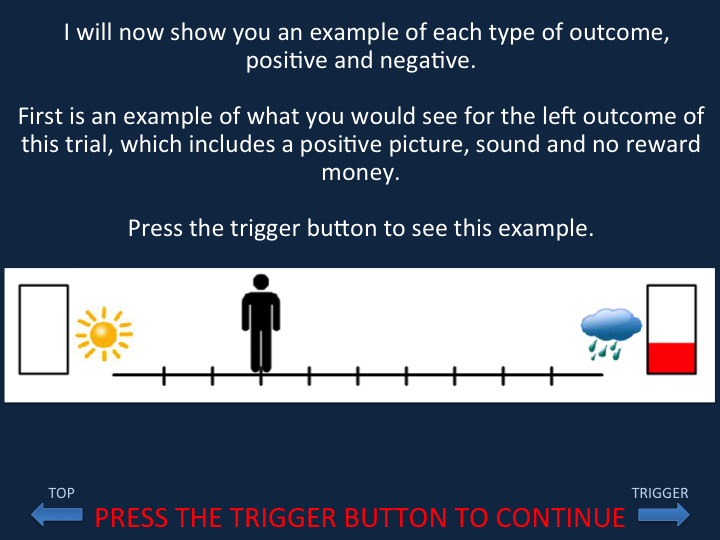 I will now show you an example of each type of outcome,
positive and negative.
First is an example of what you would see for the left outcome of
this trial, which includes a positive picture, sound and no reward
money.
Press the trigger button to see this example.
TOP
TRIGGER
PRESS THE TRIGGER BUTTON TO CONTINUE